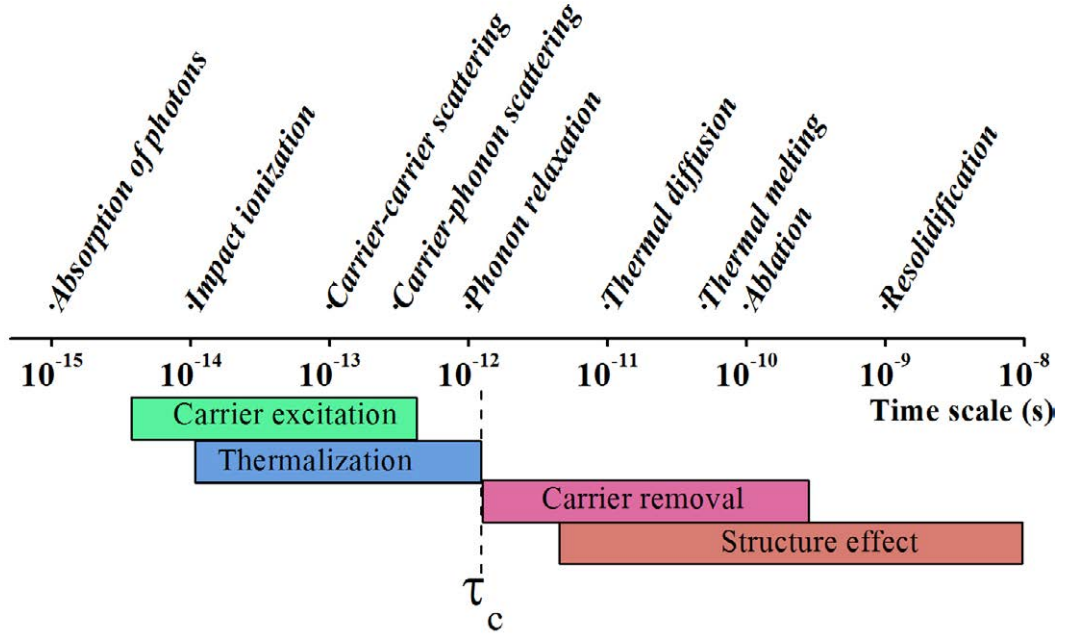 Absorption of photons
Impact ionization
Carrier-carrier scattering
Carrier-phonon scattering
Phonon relaxation
Thermal diffusion
Thermal melting
Ablation
Resolidification
10⁻¹⁵ 10⁻¹⁴ 10⁻¹³ 10⁻¹² 10⁻¹¹ 10⁻¹⁰ 10⁻⁹ 10⁻⁸
Time scale (s)
Carrier excitation
Thermalization
Carrier removal
Structure effect
τc